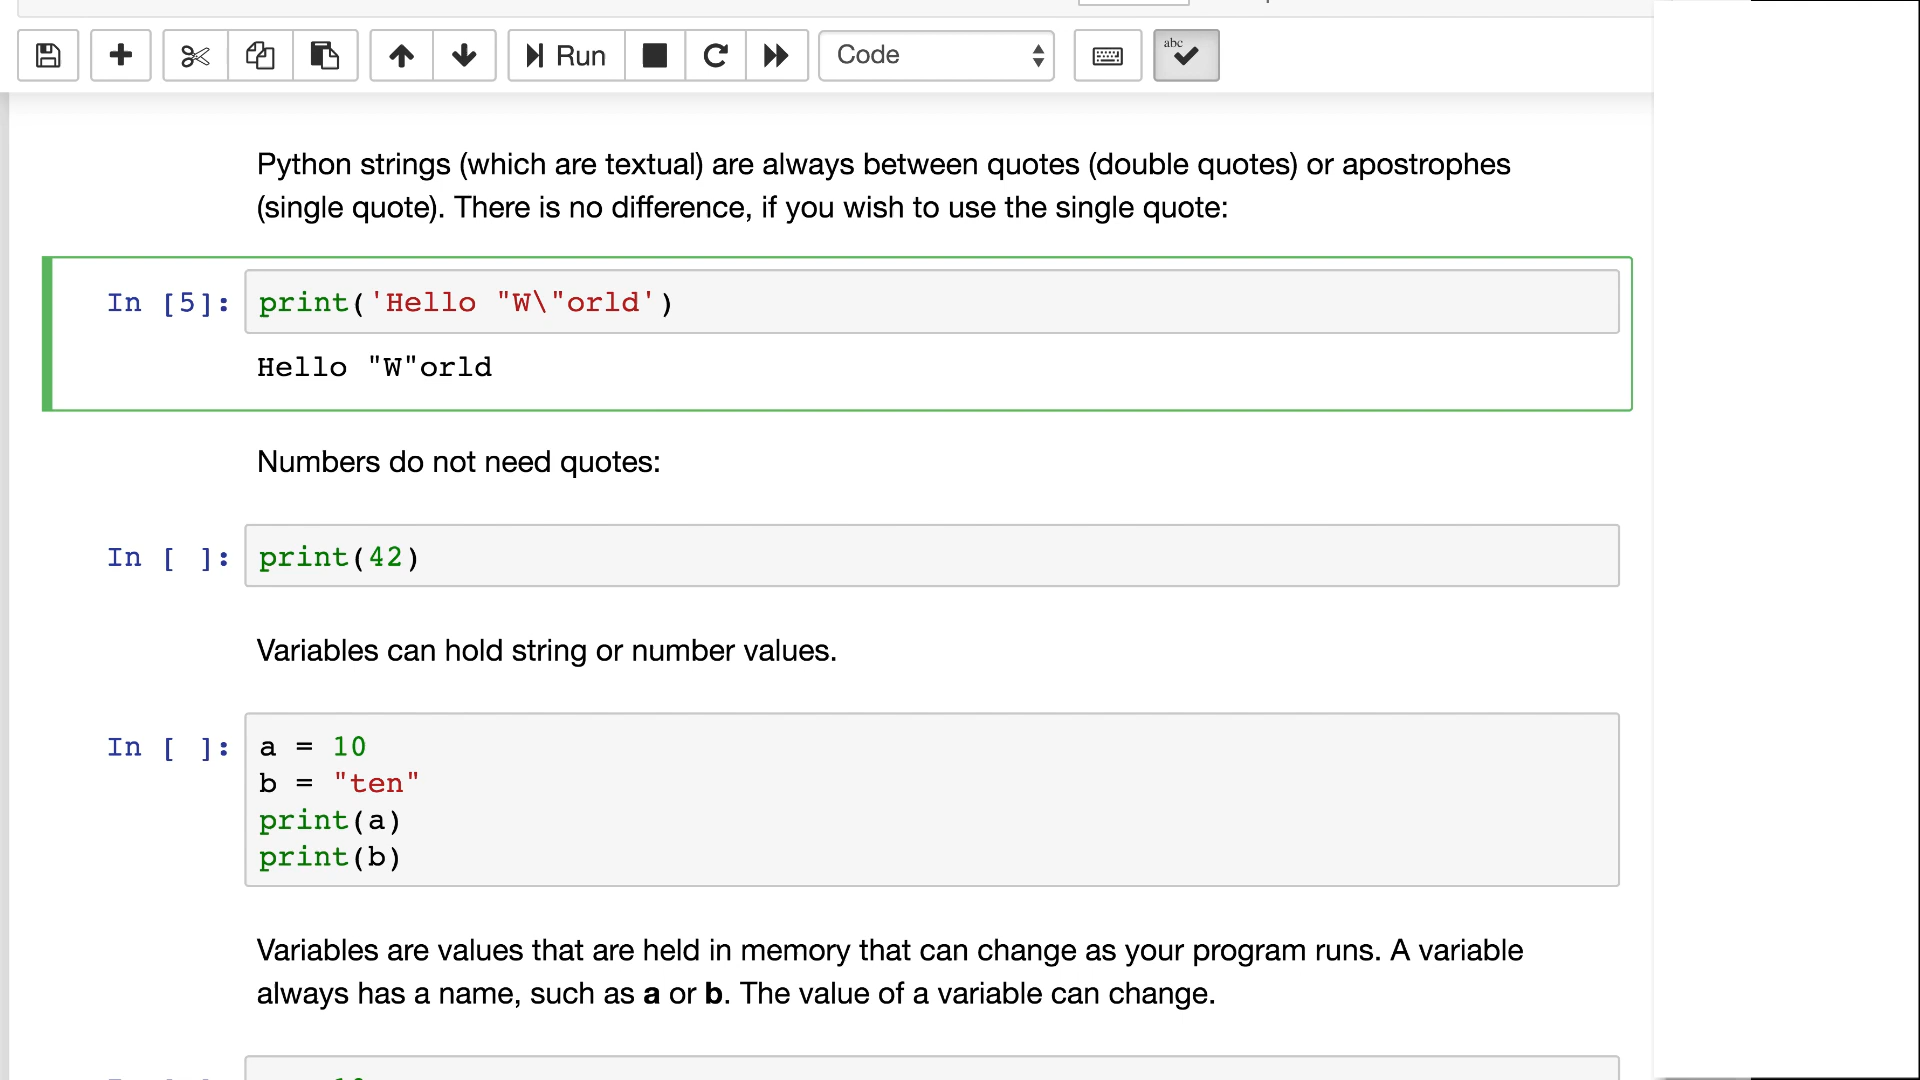 Run
Code
abc
Python strings (which are textual) are always between quotes (double quotes) or apostrophes
(single quote). There is no difference, if you wish to use the single quote:
In [5]: print('Hello "W\"orld')
Hello "W"orld
Numbers do not need quotes:
In [ ]: print(42)
Variables can hold string or number values.
In [ ]: a = 10
b = "ten"
print(a)
print(b)
Variables are values that are held in memory that can change as your program runs. A variable
always has a name, such as a or b. The value of a variable can change.